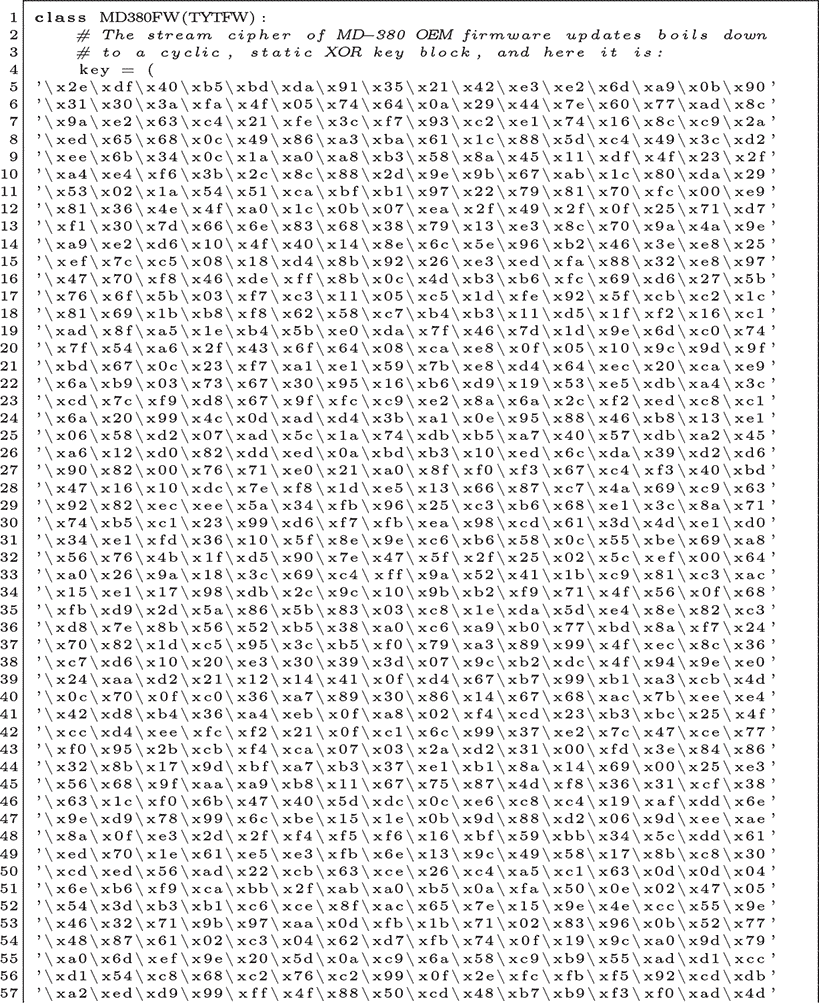 1 class MD380FW(TYTFW):
2 # The stream cipher of MD-380 OEM firmware updates boils down
3 # to a cyclic, static XOR key block, and here it is:
4 key = (
5 '\x2e\xdf\x40\xb5\xbd\xda\x91\x35\x21\x42\xe3\xe2\x6d\xa9\x0b\x90'
6 '\x31\x30\x3a\xfa\x4f\x05\x74\x64\x0a\x29\x44\x7e\x60\x77\xad\x8c'
7 '\x9a\xe2\x63\xc4\x21\xfe\x3c\xf7\x93\xc2\xe1\x74\x16\x8c\xc9\x2a'
8 '\xed\x65\x68\x0c\x49\x86\xa3\xba\x61\x1c\x88\x5d\xc4\x49\x3c\xd2'
9 '\xee\x6b\x34\x0c\x1a\xa0\xa8\xb3\x58\x8a\x45\x11\xdf\x4f\x23\x2f'
10 '\xa4\xe4\xf6\x3b\x2c\x8c\x88\x2d\x9e\x9b\x67\xab\x1c\x80\xda\x29'
11 '\x53\x02\x1a\x54\x51\xca\xbf\xb1\x97\x22\x79\x81\x70\xfc\x00\xe9'
12 '\x81\x36\x4e\x4f\xa0\x1c\x0b\x07\xea\x2f\x49\x2f\x0f\x25\x71\xd7'
13 '\xf1\x30\x7d\x66\x6e\x83\x68\x38\x79\x13\xe3\x8c\x70\x9a\x4a\x9e'
14 '\xa9\xe2\xd6\x10\x4f\x40\x14\x8e\x6c\x5e\x96\xb2\x46\x3e\xe8\x25'
15 '\xef\x7c\xc5\x08\x18\xd4\x8b\x92\x26\xe3\xed\xfa\x88\x32\xe8\x97'
16 '\x47\x70\xf8\x46\xde\xff\x8b\x0c\x4d\xb3\xb6\xfc\x69\xd6\x27\x5b'
17 '\x76\x6f\x5b\x03\xf7\xc3\x11\x05\xc5\x1d\xfe\x92\x5f\xcb\xc2\x1c'
18 '\x81\x69\x1b\xb8\xf8\x62\x58\xc7\xb4\xb3\x11\xd5\x1f\xf2\x16\xc1'
19 '\xad\x8f\xa5\x1e\xb4\x5b\xe0\xda\x7f\x46\x7d\x1d\x9e\x6d\xc0\x74'
20 '\x7f\x54\xa6\x2f\x43\x6f\x64\x08\xca\xe8\x0f\x05\x10\x9c\x9d\x9f'
21 '\xbd\x67\x0c\x23\xf7\xa1\xe1\x59\x7b\xe8\xd4\x64\xec\x20\xca\xe9'
22 '\x6a\xb9\x03\x73\x67\x30\x95\x16\xb6\xd9\x19\x53\xe5\xdb\xa4\x3c'
23 '\xcd\x7c\xf9\xd8\x67\x9f\xfc\xc9\xe2\x8a\x6a\x2c\xf2\xed\xc8\xc1'
24 '\x6a\x20\x99\x4c\x0d\xad\xd4\x3b\xa1\x0e\x95\x88\x46\xb8\x13\xe1'
25 '\x06\x58\xd2\x07\xad\x5c\x1a\x74\xdb\xb5\xa7\x40\x57\xdb\xa2\x45'
26 '\xa6\x12\xd0\x82\xdd\xed\x0a\xbd\xb3\x10\xed\x6c\xda\x39\xd2\xd6'
27 '\x90\x82\x00\x76\x71\xe0\x21\xa0\x8f\xf0\xf3\x67\xc4\xf3\x40\xbd'
28 '\x47\x16\x10\xdc\x7e\xf8\x1d\xe5\x13\x66\x87\xc7\x4a\x69\xc9\x63'
29 '\x92\x82\xec\xee\x5a\x34\xfb\x96\x25\xc3\xb6\x68\xe1\x3c\x8a\x71'
30 '\x74\xb5\xc1\x23\x99\xd6\xf7\xfb\xea\x98\xcd\x61\x3d\x4d\xe1\xd0'
31 '\x34\xe1\xfd\x36\x10\x5f\x8e\x9e\xc6\xb6\x58\x0c\x55\xbe\x69\xa8'
32 '\x56\x76\x4b\x1f\xd5\x90\x7e\x47\x5f\x2f\x25\x02\x5c\xef\x00\x64'
33 '\xa0\x26\x9a\x18\x3c\x69\xc4\xff\x9a\x52\x41\x1b\xc9\x81\xc3\xac'
34 '\x15\xe1\x17\x98\xdb\x2c\x9c\x10\x9b\xb2\xf9\x71\x4f\x56\x0f\x68'
35 '\xfb\xd9\x2d\x5a\x86\x5b\x83\x03\xc8\x1e\xda\x5d\xe4\x8e\x82\xc3'
36 '\xd8\x7e\x8b\x56\x52\xb5\x38\xa0\xc6\xa9\xb0\x77\xbd\x8a\xf7\x24'
37 '\x70\x82\x1d\xc5\x95\x3c\xb5\xf0\x79\xa3\x89\x99\x4f\xec\x8c\x36'
38 '\xc7\xd6\x10\x20\xe3\x30\x39\x3d\x07\x9c\xb2\xdc\x4f\x94\x9e\xe0'
39 '\x24\xaa\xd2\x21\x12\x14\x41\x0f\xd4\x67\xb7\x99\xb1\xa3\xcb\x4d'
40 '\x0c\x70\x0f\xc0\x36\xa7\x89\x30\x86\x14\x67\x68\xac\x7b\xee\xe4'
41 '\x42\xd8\xb4\x36\xa4\xeb\x0f\xa8\x02\xf4\xcd\x23\xb3\xbc\x25\x4f'
42 '\xcc\xd4\xee\xfc\xf2\x21\x0f\xc1\x6c\x99\x37\xe2\x7c\x47\xce\x77'
43 '\xf0\x95\x2b\xcb\xf4\xca\x07\x03\x2a\xd2\x31\x00\xfd\x3e\x84\x86'
44 '\x32\x8b\x17\x9d\xbf\xa7\xb3\x37\xe1\xb1\x8a\x14\x69\x00\x25\xe3'
45 '\x56\x68\x9f\xaa\xa9\xb8\x11\x67\x75\x87\x4d\xf8\x36\x31\xcf\x38'
46 '\x63\x1c\xf0\x6b\x47\x40\x5d\xdc\x0c\xe6\xc8\xc4\x19\xaf\xdd\x6e'
47 '\x9e\xd9\x78\x99\x6c\xbe\x15\x1e\x0b\x9d\x88\xd2\x06\x9d\xee\xae'
48 '\x8a\x0f\xe3\x2d\x2f\xf4\xf5\xf6\x16\xbf\x59\xbb\x34\x5c\xdd\x61'
49 '\xed\x70\x1e\x61\xe5\xe3\xfb\x6e\x13\x9c\x49\x58\x17\x8b\xc8\x30'
50 '\xcd\xed\x56\xad\x22\xcb\x63\xce\x26\xc4\xa5\xc1\x63\x0d\x0d\x04'
51 '\x6e\xb6\xf9\xca\xbb\x2f\xab\xa0\xb5\x0a\xfa\x50\x0e\x02\x47\x05'
52 '\x54\x3d\xb3\xb1\xc6\xce\x8f\xac\x65\x7e\x15\x9e\x4e\xcc\x55\x9e'
53 '\x46\x32\x71\x9b\x97\xaa\x0d\xfb\x1b\x71\x02\x83\x96\x0b\x52\x77'
54 '\x48\x87\x61\x02\xc3\x04\x62\xd7\xfb\x74\x0f\x19\x9c\xa0\x9d\x79'
55 '\xa0\x6d\xef\x9e\x20\x5d\x0a\xc9\x6a\x58\xc9\xb9\x55\xad\xd1\xcc'
56 '\xd1\x54\xc8\x68\xc2\x76\xc2\x99\x0f\x2e\xfc\xfb\xf5\x92\xcd\xdb'
57 '\xa2\xed\xd9\x99\xff\x4f\x88\x50\xcd\x48\xb7\xb9\xf3\xf0\xad\x4d'